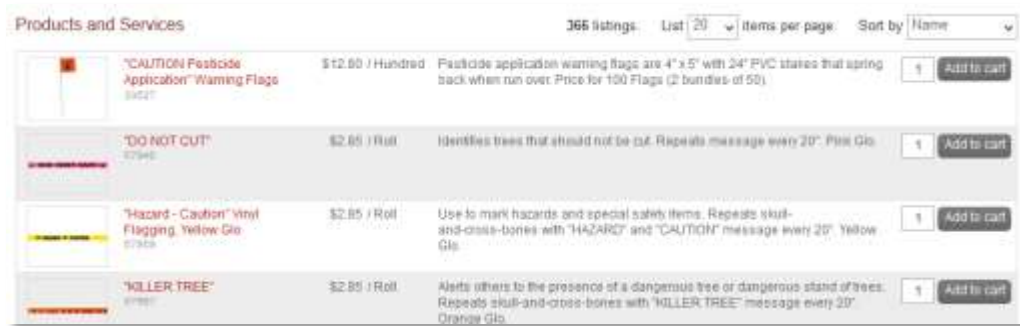 Products and Services
366 listings. List 20 items per page. Sort by Name
"CAUTION Pesticide
Application" Warning Flags
$12.80 / Hundred
Pesticide application warning flags are 4" x 5" with 24" PVC stakes that spring
back when run over. Price for 100 Flags (2 bundles of 50).
1 Add to cart
"DO NOT CUT"
$2.85 / Roll
Identifies trees that should not be cut. Repeats message every 20". Pink Glo.
1 Add to cart
"Hazard - Caution" Vinyl
Flagging, Yellow Glo
$2.85 / Roll
Use to mark hazards and special safety items. Repeats skull-
and-cross-bones with "HAZARD" and "CAUTION" message every 20". Yellow
Glo.
1 Add to cart
"KILLER TREE"
$2.85 / Roll
Alerts others to the presence of a dangerous tree or dangerous stand of trees.
Repeats skull-and-cross-bones with "KILLER TREE" message every 20".
Orange Glo.
1 Add to cart